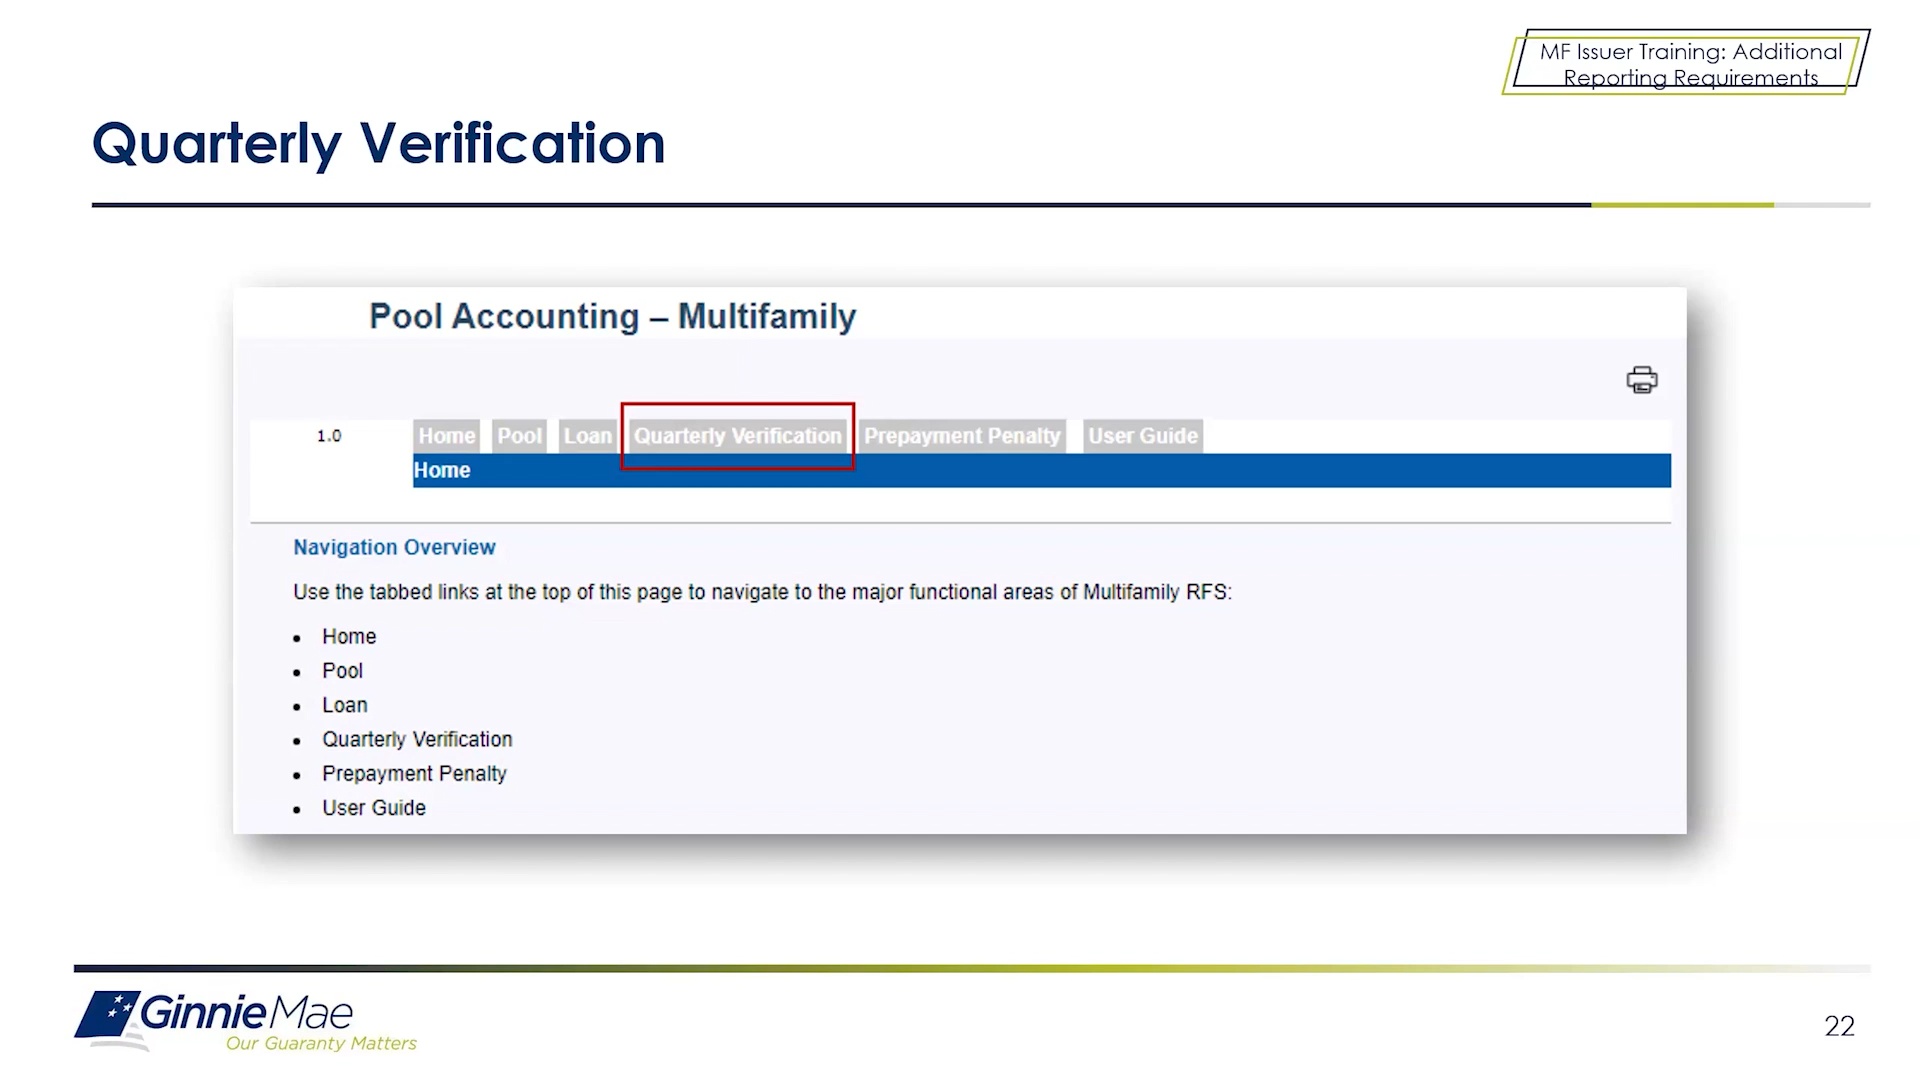 MF Issuer Training: Additional
Reporting Requirements
Quarterly Verification
Pool Accounting – Multifamily
1.0
Home Pool Loan Quarterly Verification Prepayment Penalty User Guide
Home
Navigation Overview
Use the tabbed links at the top of this page to navigate to the major functional areas of Multifamily RFS:
• Home
• Pool
• Loan
• Quarterly Verification
• Prepayment Penalty
• User Guide
GinnieMae
Our Guaranty Matters
22